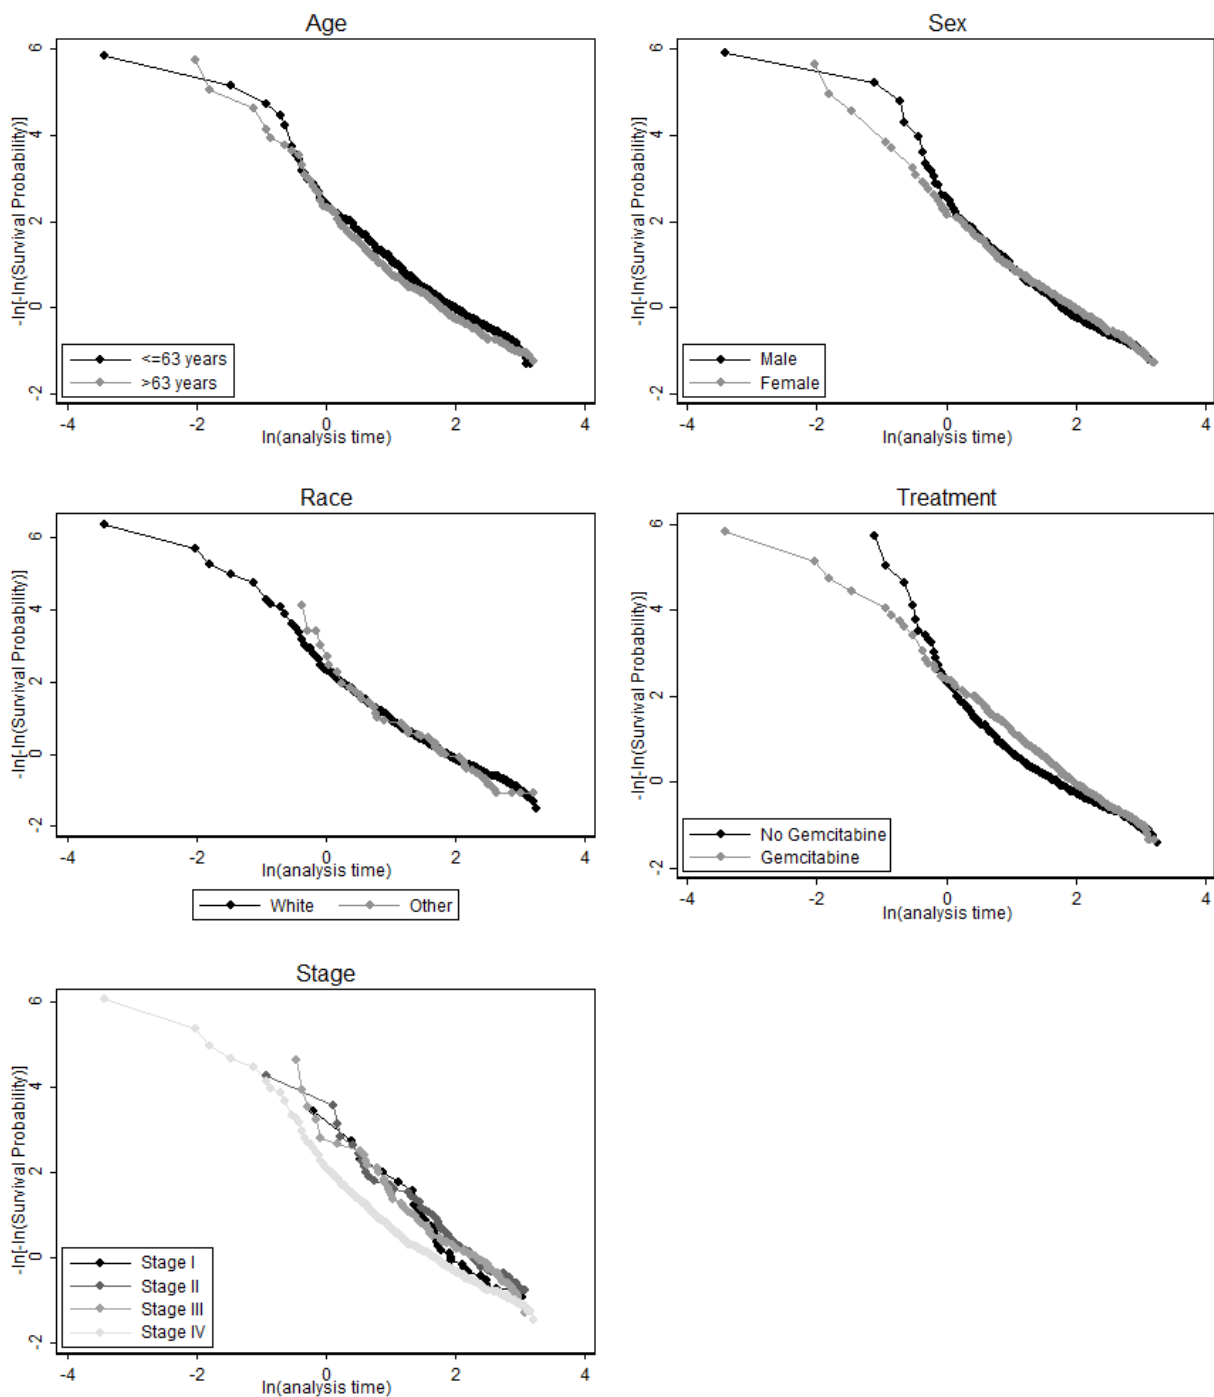 Age
-ln[-ln(Survival Probability)]
6
4
2
0
-2
<=63 years
>63 years
-4
-2
0
2
4
ln(analysis time)
Sex
-ln[-ln(Survival Probability)]
6
4
2
0
-2
Male
Female
-4
-2
0
2
4
ln(analysis time)
Race
-ln[-ln(Survival Probability)]
6
4
2
0
-2
-4
-2
0
2
4
ln(analysis time)
White
Other
Treatment
-ln[-ln(Survival Probability)]
6
4
2
0
-2
No Gemcitabine
Gemcitabine
-4
-2
0
2
4
ln(analysis time)
Stage
-ln[-ln(Survival Probability)]
6
4
2
0
-2
Stage I
Stage II
Stage III
Stage IV
-4
-2
0
2
4
ln(analysis time)